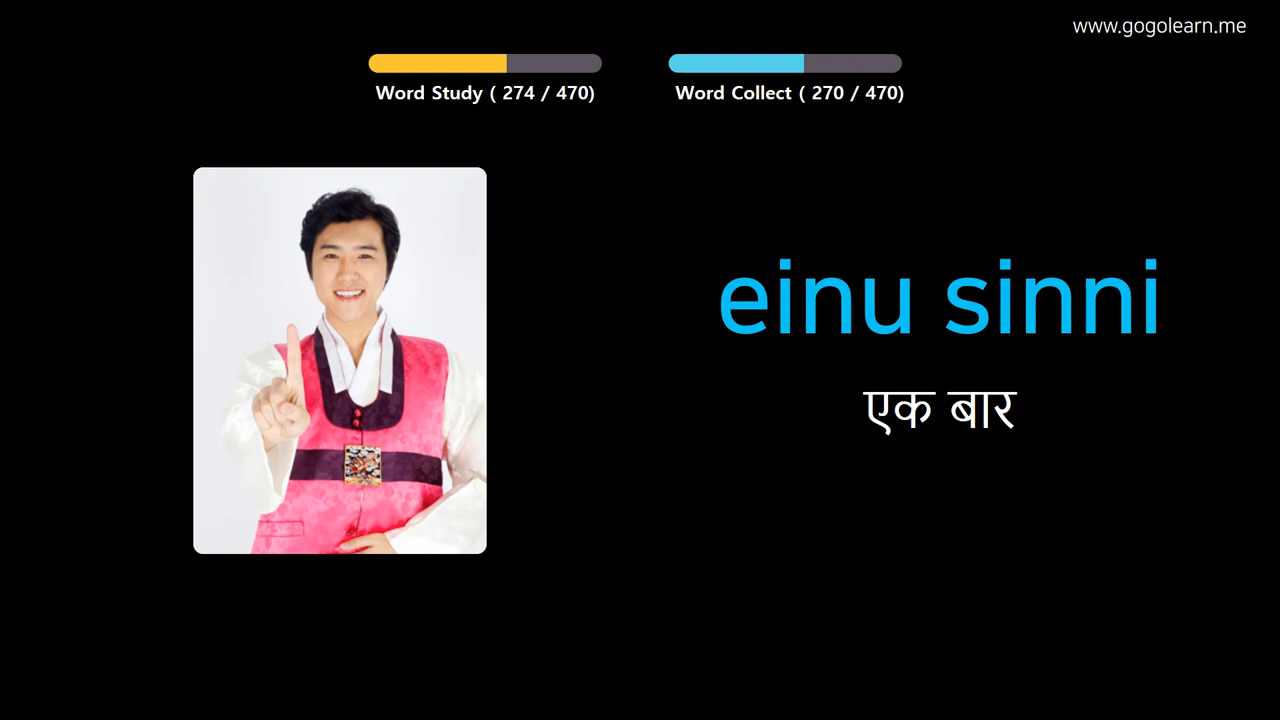 www.gogolearn.me
Word Study ( 274 / 470)
Word Collect ( 270 / 470)
einu sinni
एक बार